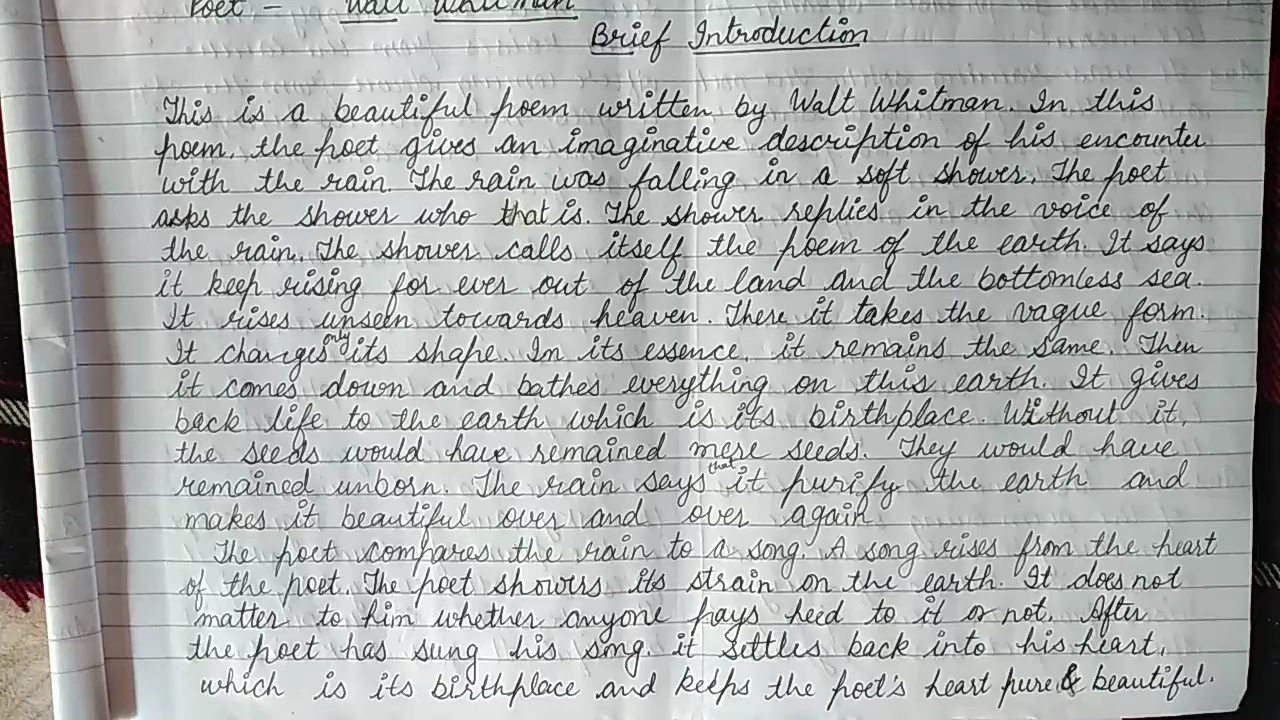 Poet - Walt Whitman
Brief Introduction
This is a beautiful poem written by Walt Whitman. In this
poem, the poet gives an imaginative description of his encounter
with the rain. The rain was falling in a soft shower. The poet
asks the shower who that is. The shower replies in the voice of
the rain. The shower calls itself the poem of the earth. It says
it keep rising for ever out of the land and the bottomless sea.
It rises unseen towards heaven. There it takes the vague form.
It changes only its shape. In its essence, it remains the same. Then
it comes down and bathes everything on this earth. It gives
back life to the earth which is its birthplace. Without it,
the seeds would have remained mere seeds. They would have
remained unborn. The rain says that it purify the earth and
makes it beautiful over and over again
The poet compares the rain to a song. A song rises from the heart
of the poet. The poet showers its strain on the earth. It does not
matter to him whether anyone pays heed to it or not. After
the poet has sung his song, it settles back into his heart,
which is its birthplace and keeps the poet's heart pure & beautiful.